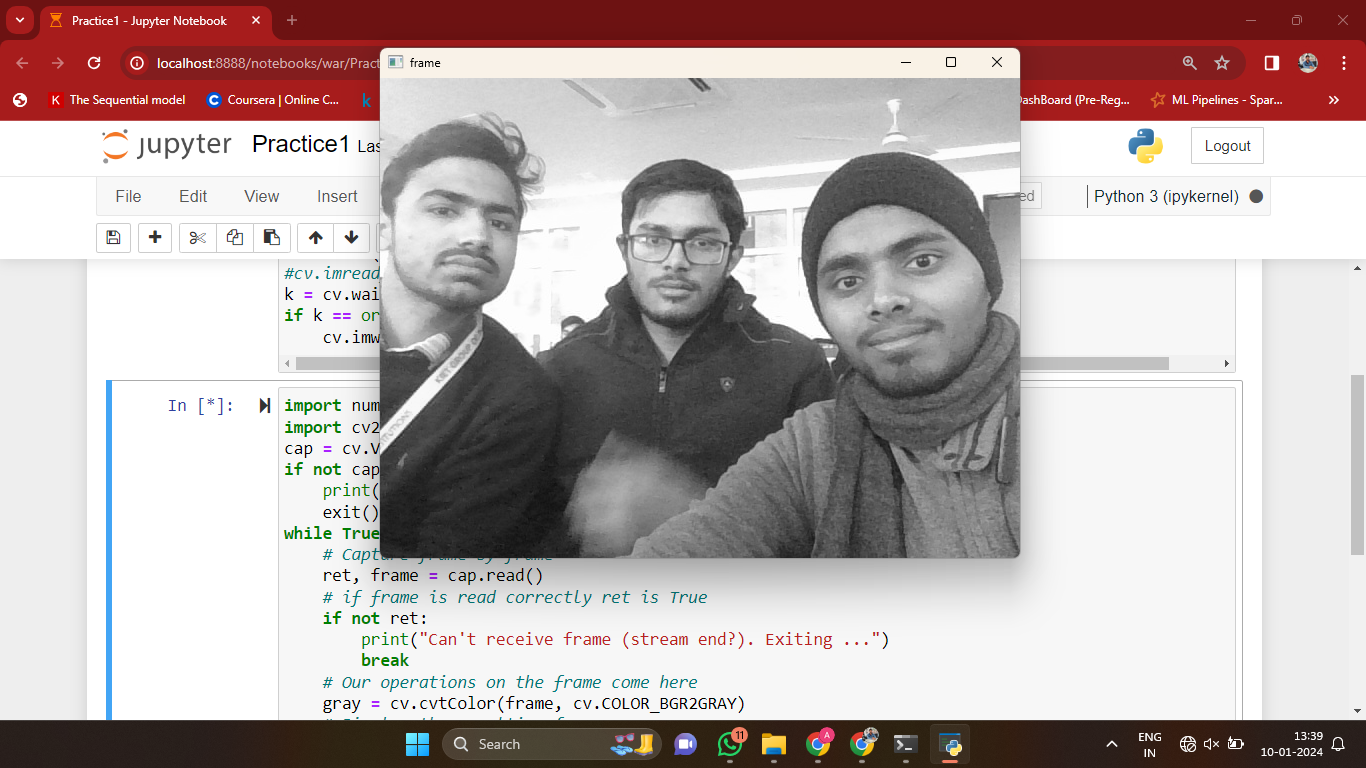 Practice1 - Jupyter Notebook
localhost:8888/notebooks/war/Pract
The Sequential model
Coursera | Online C...
DashBoard (Pre-Reg...
ML Pipelines - Spar...
frame
jupyter Practice1 Las
Logout
File Edit View Insert
ed
Python 3 (ipykernel)
#cv.imread
k = cv.wai
if k == or
cv.imw
In [*]:
import num
import cv2
cap = cv.V
if not cap
print(
exit()
while True
# Capture frame-by-frame
ret, frame = cap.read()
# if frame is read correctly ret is True
if not ret:
print("Can't receive frame (stream end?). Exiting ...")
break
# Our operations on the frame come here
gray = cv.cvtColor(frame, cv.COLOR_BGR2GRAY)
KIET GROUP OF
Search
11
A
ENG
IN
13:39
10-01-2024